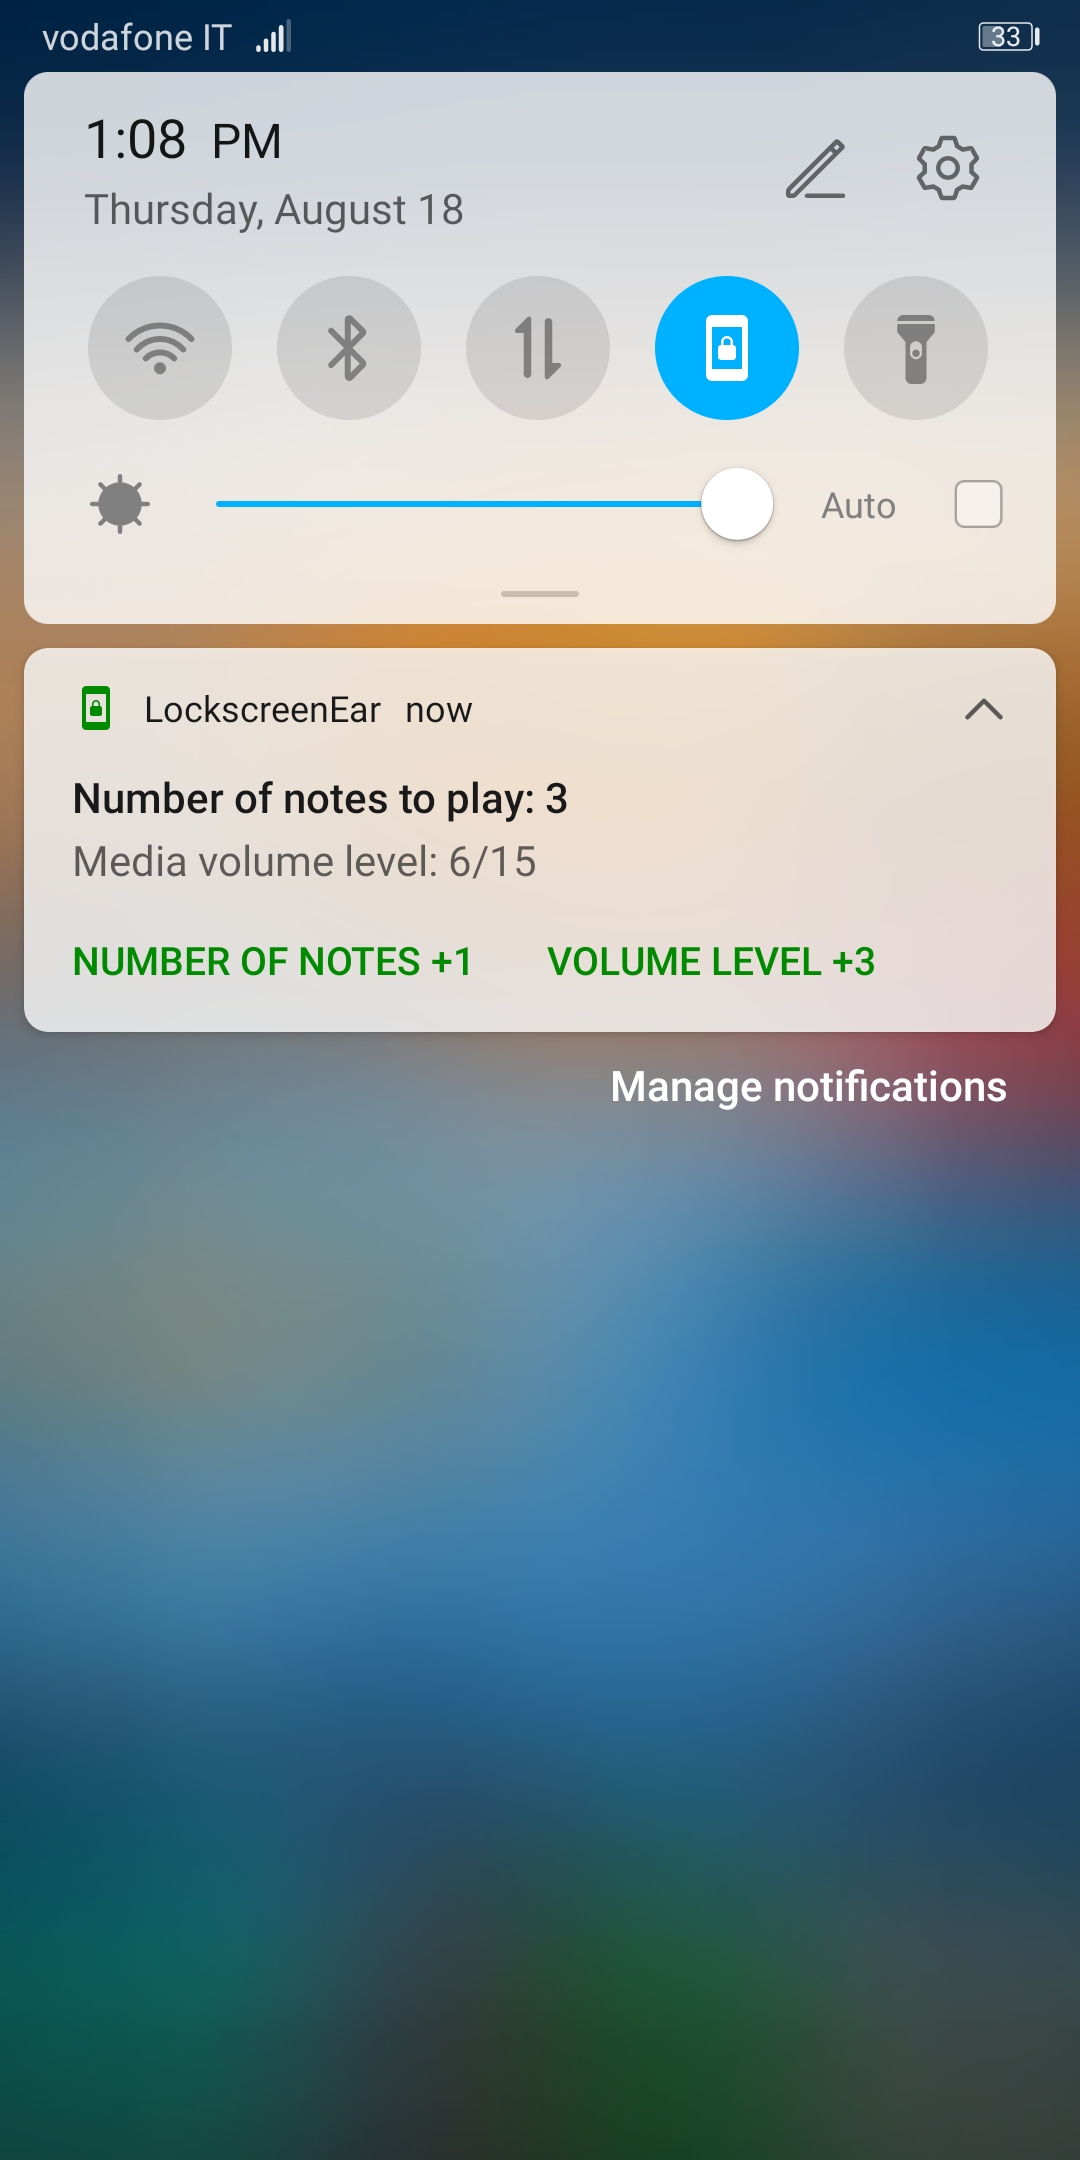 vodafone IT
33
1:08 PM
Thursday, August 18
Auto
LockscreenEar now
Number of notes to play: 3
Media volume level: 6/15
NUMBER OF NOTES +1 VOLUME LEVEL +3
Manage notifications